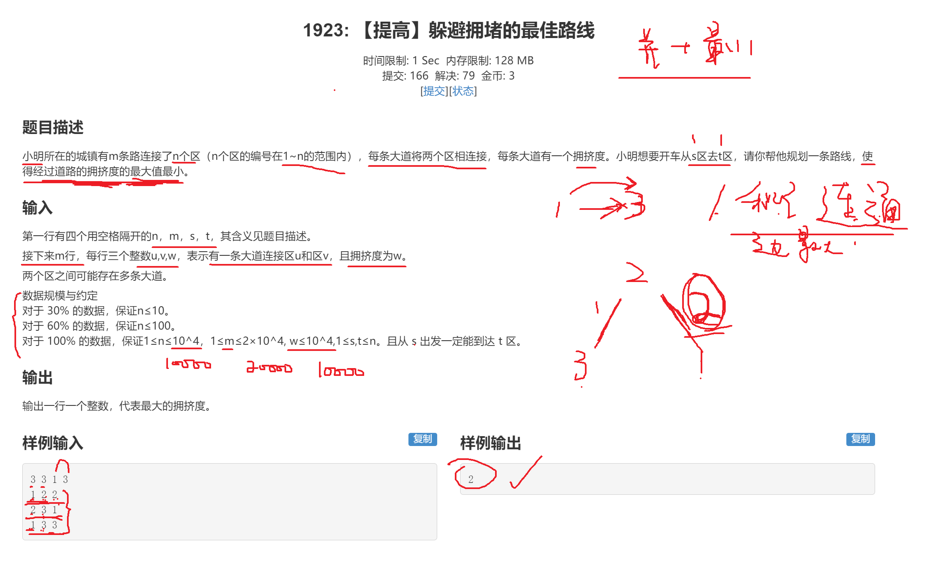 1923: 【提高】躲避拥堵的最佳路线
时间限制: 1 Sec 内存限制: 128 MB
提交: 166 解决: 79 金币: 3
[提交][状态]
题目描述
小明所在的城镇有m条路连接了n个区（n个区的编号在1~n的范围内），每条大道将两个区相连接，每条大道有一个拥挤度。小明想要开车从s区去t区，请你帮他规划一条路线，使
得经过道路的拥挤度的最大值最小。
输入
第一行有四个用空格隔开的n，m，s，t，其含义见题目描述。
接下来m行，每行三个整数u,v,w，表示有一条大道连接区u和区v，且拥挤度为w。
两个区之间可能存在多条大道。
数据规模与约定
对于 30% 的数据，保证n≤10。
对于 60% 的数据，保证n≤100。
对于 100% 的数据，保证1≤n≤10^4，1≤m≤2×10^4, w≤10^4,1≤s,t≤n。且从 s 出发一定能到达 t 区。
10000 20000 10000
输出
输出一行一个整数，代表最大的拥挤度。
样例输入
复制
3 3 1 3
1 2 2
2 3 1
1 3 3
样例输出
复制
2
并 + 最小
1 3
连通
边最大
2
1 2
3 1